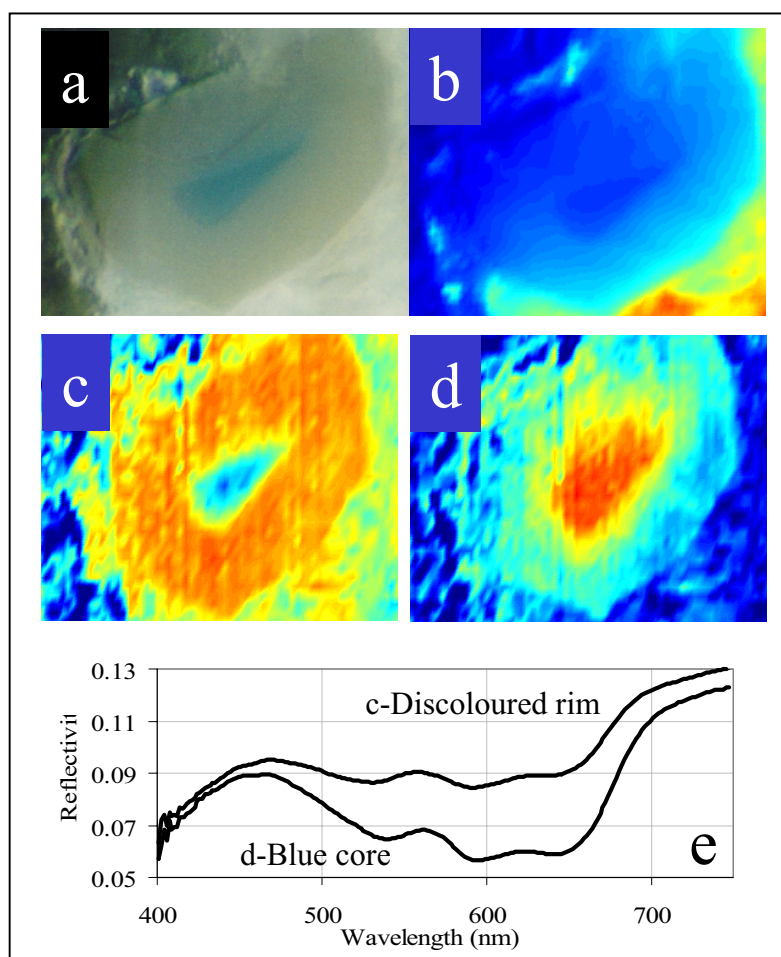 a
b
c
d
0.13
0.11
0.09
0.07
0.05
Reflectivit
c-Discoloured rim
d-Blue core
e
400
500
600
700
Wavelength (nm)